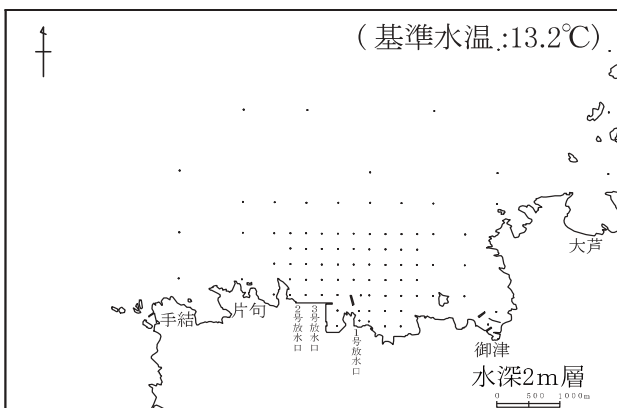 (基準水温:13.2℃)
大芦
手結
片句
2号放水口
3号放水口
1号放水口
御津
水深2m層
0 500 1000m